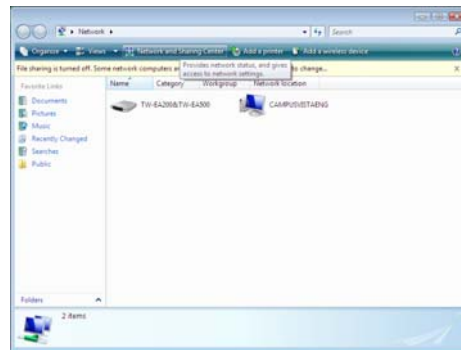 Network
Search
Organize Views Network and Sharing Center Add a printer Add a wireless device
File sharing is turned off. Some network computers an to change...
Provides network status, and gives
access to network settings.
Favorite Links
Name Category Workgroup Network location
Documents
Pictures
Music
Recently Changed
Searches
Public
TW-EA200&TW-EA500
CAMPUSVISTAENG
Folders
2 items